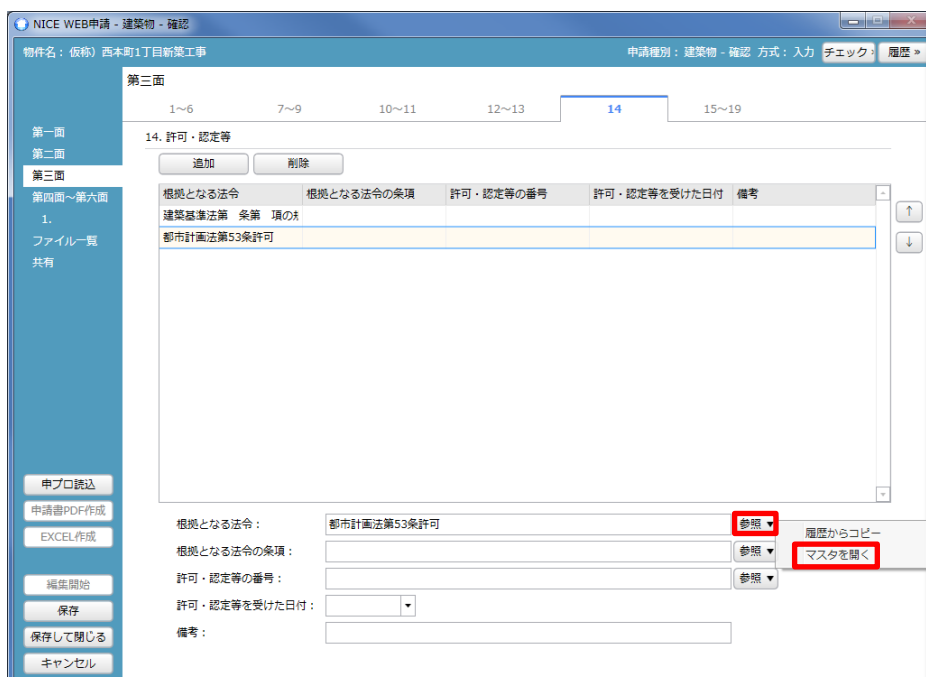 NICE WEB申請 - 建築物 - 確認
物件名：仮称）西本町1丁目新築工事 申請種別：建築物 - 確認 方式：入力 チェック 履歴 »
第三面
1～6 7～9 10～11 12～13 14 15～19
第一面
第二面
第三面
第四面～第六面
1.
ファイル一覧
共有
14. 許可・認定等
追加 削除
根拠となる法令 根拠となる法令の条項 許可・認定等の番号 許可・認定等を受けた日付 備考
建築基準法第 条第 項の
都市計画法第53条許可
↑
↓
申プロ読込
申請書PDF作成
EXCEL作成
編集開始
保存
保存して閉じる
キャンセル
根拠となる法令： 都市計画法第53条許可 参照 ▼
根拠となる法令の条項： 参照 ▼
許可・認定等の番号： 参照 ▼
許可・認定等を受けた日付： ▼
備考：
履歴からコピー
マスタを開く